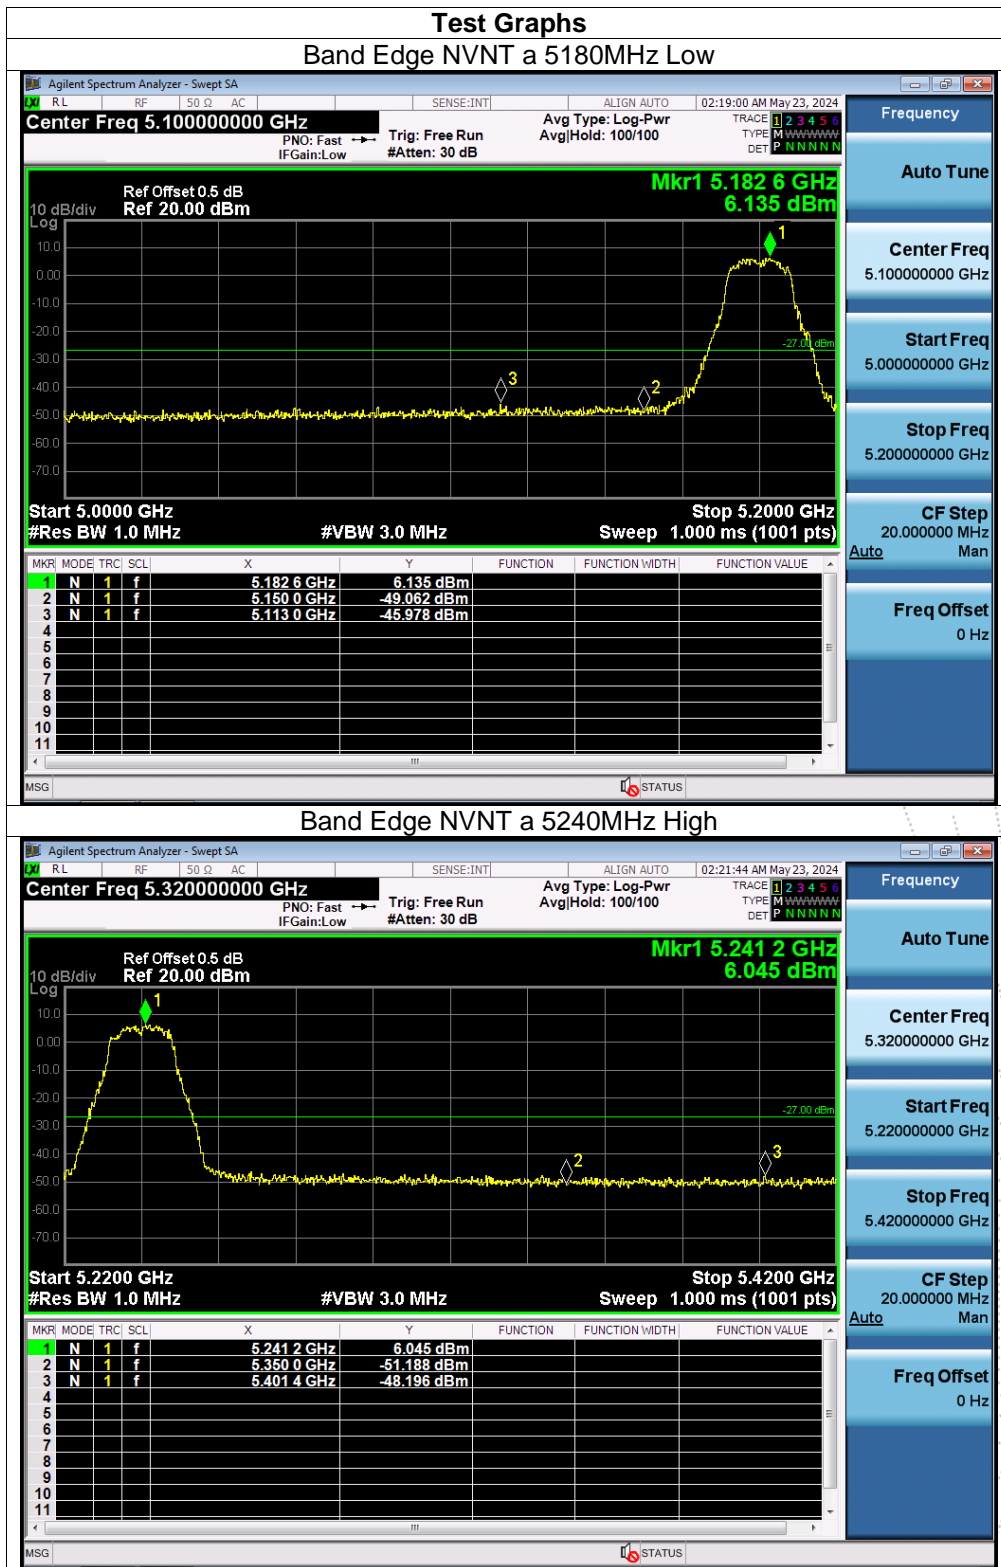 Test Graphs
Band Edge NVNT a 5180MHz Low
Agilent Spectrum Analyzer - Swept SA
LXI RL RF 50 Ω AC SENSE:INT ALIGN AUTO 02:19:00 AM May 23, 2024
Center Freq 5.100000000 GHz Avg Type: Log-Pwr TRACE 1 2 3 4 5 6
PNO: Fast Trig: Free Run Avg|Hold: 100/100 TYPE M WWWWW
IFGain:Low #Atten: 30 dB DET P N N N N N
Frequency
Mkr1 5.182 6 GHz
6.135 dBm
Ref Offset 0.5 dB
10 dB/div Ref 20.00 dBm
Log
10.0
0.00
-10.0
-20.0
-27.00 dBm
-30.0
-40.0
-50.0
-60.0
-70.0
1
2
3
Start 5.0000 GHz Stop 5.2000 GHz
#Res BW 1.0 MHz #VBW 3.0 MHz Sweep 1.000 ms (1001 pts)
MKR MODE TRC SCL X Y FUNCTION FUNCTION WIDTH FUNCTION VALUE
1 N 1 f 5.182 6 GHz 6.135 dBm
2 N 1 f 5.150 0 GHz -49.062 dBm
3 N 1 f 5.113 0 GHz -45.978 dBm
4
5
6
7
8
9
10
11
MSG STATUS
Auto Tune
Center Freq
5.100000000 GHz
Start Freq
5.000000000 GHz
Stop Freq
5.200000000 GHz
CF Step
20.000000 MHz
Auto Man
Freq Offset
0 Hz
Band Edge NVNT a 5240MHz High
Agilent Spectrum Analyzer - Swept SA
LXI RL RF 50 Ω AC SENSE:INT ALIGN AUTO 02:21:44 AM May 23, 2024
Center Freq 5.320000000 GHz Avg Type: Log-Pwr TRACE 1 2 3 4 5 6
PNO: Fast Trig: Free Run Avg|Hold: 100/100 TYPE M WWWWW
IFGain:Low #Atten: 30 dB DET P N N N N N
Frequency
Mkr1 5.241 2 GHz
6.045 dBm
Ref Offset 0.5 dB
10 dB/div Ref 20.00 dBm
Log
10.0
0.00
-10.0
-20.0
-27.00 dBm
-30.0
-40.0
-50.0
-60.0
-70.0
1
2
3
Start 5.2200 GHz Stop 5.4200 GHz
#Res BW 1.0 MHz #VBW 3.0 MHz Sweep 1.000 ms (1001 pts)
MKR MODE TRC SCL X Y FUNCTION FUNCTION WIDTH FUNCTION VALUE
1 N 1 f 5.241 2 GHz 6.045 dBm
2 N 1 f 5.350 0 GHz -51.188 dBm
3 N 1 f 5.401 4 GHz -48.196 dBm
4
5
6
7
8
9
10
11
MSG STATUS
Auto Tune
Center Freq
5.320000000 GHz
Start Freq
5.220000000 GHz
Stop Freq
5.420000000 GHz
CF Step
20.000000 MHz
Auto Man
Freq Offset
0 Hz